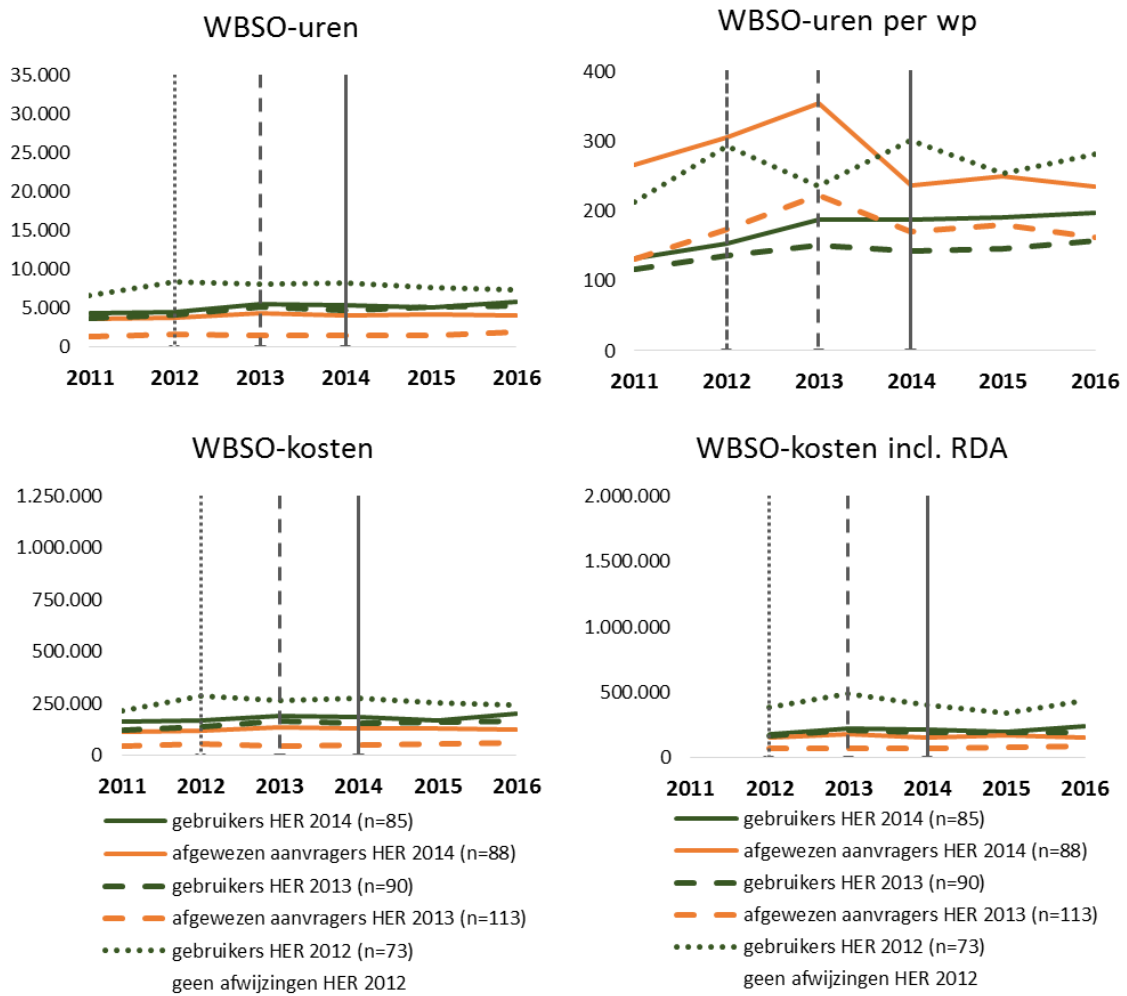 WBSO-uren
35.000
30.000
25.000
20.000
15.000
10.000
5.000
0
2011 2012 2013 2014 2015 2016
WBSO-uren per wp
400
300
200
100
0
2011 2012 2013 2014 2015 2016
WBSO-kosten
1.250.000
1.000.000
750.000
500.000
250.000
0
2011 2012 2013 2014 2015 2016
gebruikers HER 2014 (n=85)
afgewezen aanvragers HER 2014 (n=88)
gebruikers HER 2013 (n=90)
afgewezen aanvragers HER 2013 (n=113)
gebruikers HER 2012 (n=73)
geen afwijzingen HER 2012
WBSO-kosten incl. RDA
2.000.000
1.500.000
1.000.000
500.000
0
2011 2012 2013 2014 2015 2016
gebruikers HER 2014 (n=85)
afgewezen aanvragers HER 2014 (n=88)
gebruikers HER 2013 (n=90)
afgewezen aanvragers HER 2013 (n=113)
gebruikers HER 2012 (n=73)
geen afwijzingen HER 2012